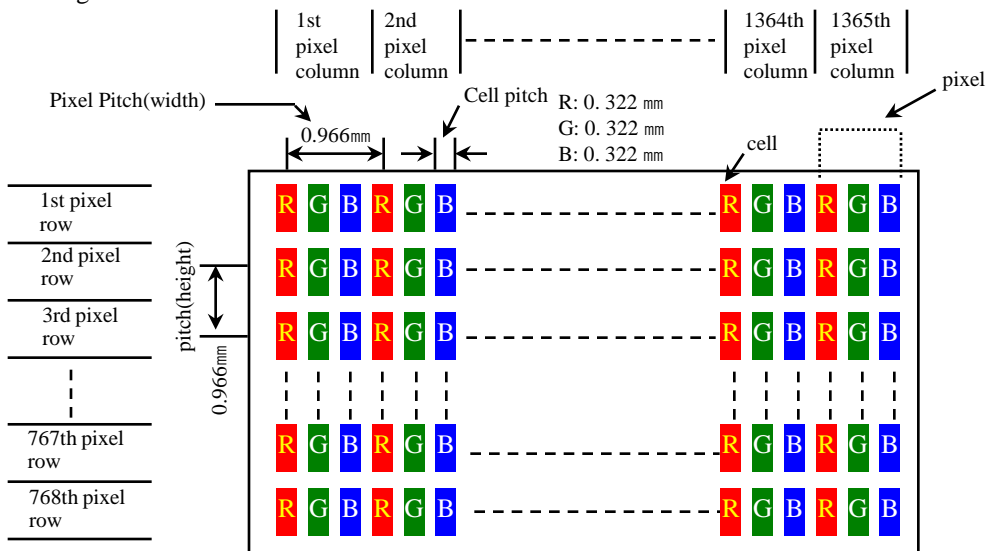 1st
pixel
column
2nd
pixel
column
1364th
pixel
column
1365th
pixel
column
pixel
Pixel Pitch(width)
Cell pitch
R: 0. 322 ㎜
G: 0. 322 ㎜
B: 0. 322 ㎜
0.966㎜
cell
1st pixel
row
R G B R G B R G B R G B
2nd pixel
row
R G B R G B R G B R G B
pitch(height)
3rd pixel
row
R G B R G B R G B R G B
0.966㎜
767th pixel
row
R G B R G B R G B R G B
768th pixel
row
R G B R G B R G B R G B